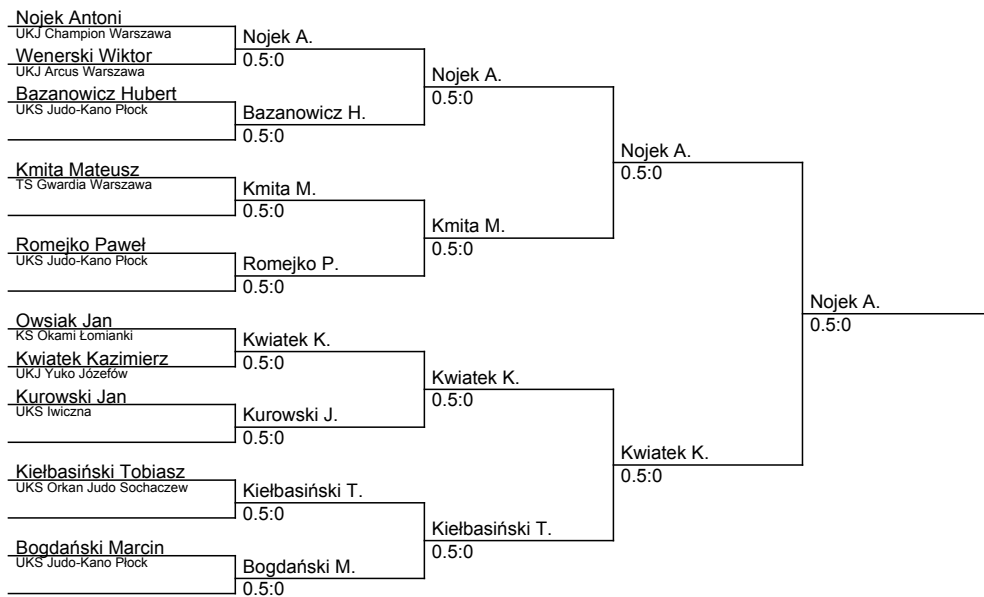 Nojek Antoni
UKJ Champion Warszawa
Wenerski Wiktor
UKJ Arcus Warszawa
Bazanowicz Hubert
UKS Judo-Kano Płock
Kmita Mateusz
TS Gwardia Warszawa
Romejko Paweł
UKS Judo-Kano Płock
Owsiak Jan
KS Okami Łomianki
Kwiatek Kazimierz
UKJ Yuko Józefów
Kurowski Jan
UKS Iwiczna
Kiełbasiński Tobiasz
UKS Orkan Judo Sochaczew
Bogdański Marcin
UKS Judo-Kano Płock
Nojek A.
0.5:0
Bazanowicz H.
0.5:0
Kmita M.
0.5:0
Romejko P.
0.5:0
Kwiatek K.
0.5:0
Kurowski J.
0.5:0
Kiełbasiński T.
0.5:0
Bogdański M.
0.5:0
Nojek A.
0.5:0
Kmita M.
0.5:0
Kwiatek K.
0.5:0
Kiełbasiński T.
0.5:0
Nojek A.
0.5:0
Kwiatek K.
0.5:0
Nojek A.
0.5:0